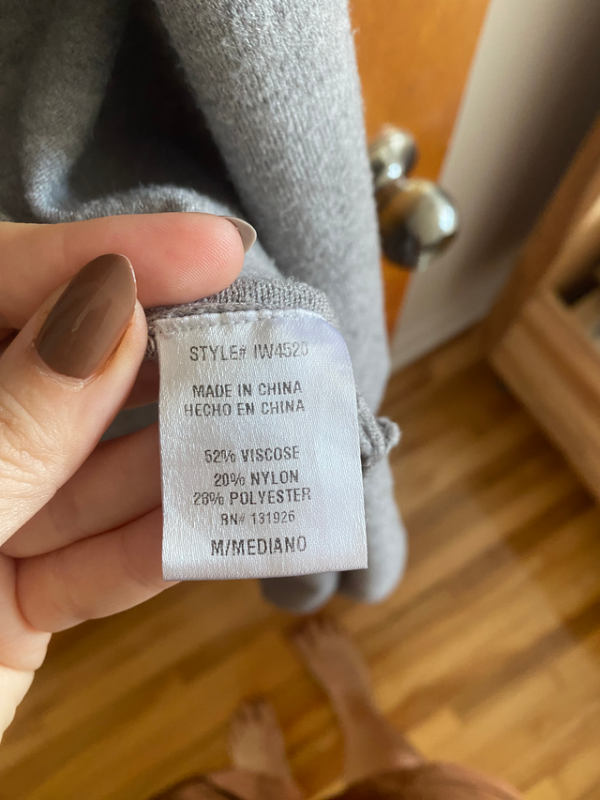 STYLE# IW4520
MADE IN CHINA
HECHO EN CHINA
52% VISCOSE
20% NYLON
28% POLYESTER
RN# 131926
M/MEDIANO